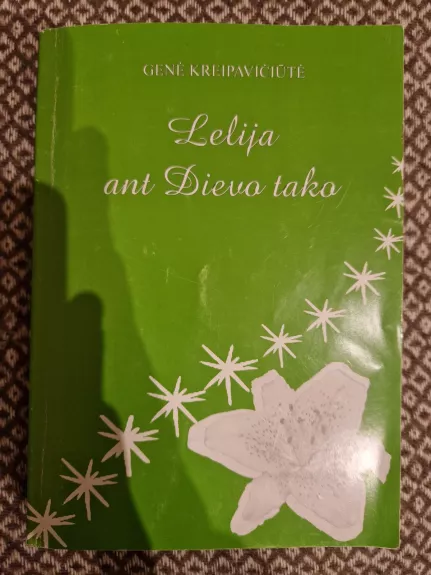 GENĖ KREIPAVIČIŪTĖ
Lelija
ant Dievo tako